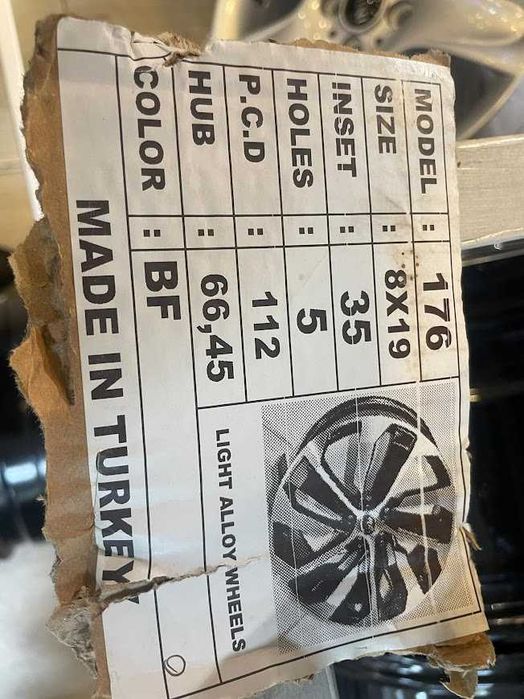 MODEL : 176
SIZE : 8X19
INSET : 35
HOLES : 5
P.C.D : 112
HUB : 66,45
COLOR : BF
LIGHT ALLOY WHEELS
MADE IN TURKEY